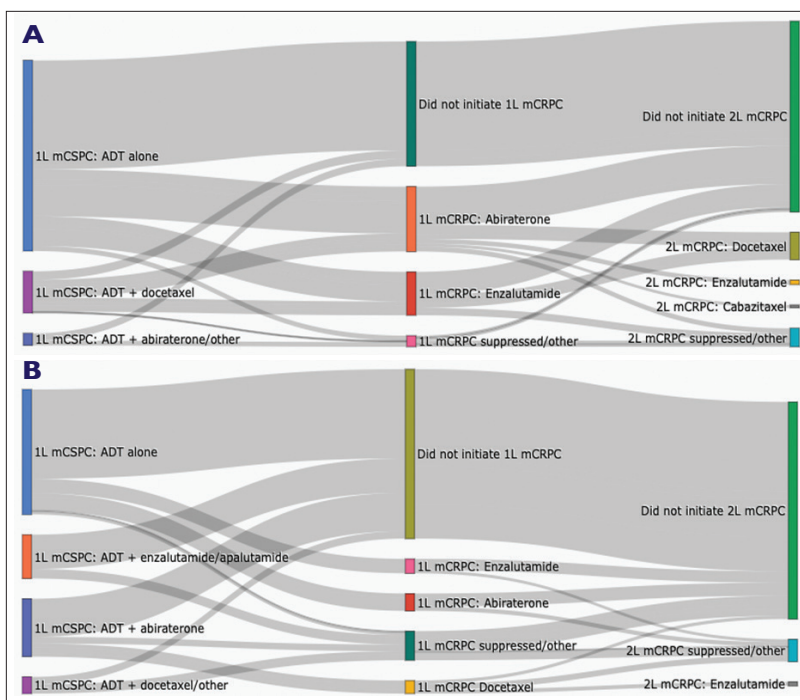 A
Did not initiate 1L mCRPC
Did not initiate 2L mCRPC
1L mCSPC: ADT alone
1L mCRPC: Abiraterone
2L mCRPC: Docetaxel
1L mCSPC: ADT + docetaxel
1L mCRPC: Enzalutamide
2L mCRPC: Enzalutamide
2L mCRPC: Cabazitaxel
1L mCSPC: ADT + abiraterone/other
1L mCRPC suppressed/other
2L mCRPC suppressed/other
B
1L mCSPC: ADT alone
Did not initiate 1L mCRPC
Did not initiate 2L mCRPC
1L mCSPC: ADT + enzalutamide/apalutamide
1L mCRPC: Enzalutamide
1L mCRPC: Abiraterone
1L mCSPC: ADT + abiraterone
1L mCRPC suppressed/other
2L mCRPC suppressed/other
1L mCSPC: ADT + docetaxel/other
1L mCRPC Docetaxel
2L mCRPC: Enzalutamide